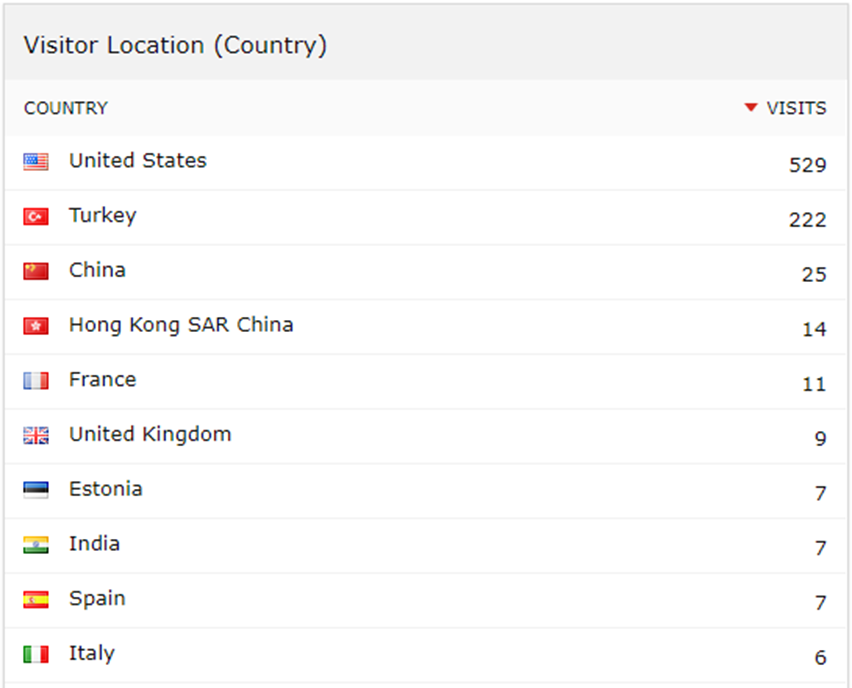 Visitor Location (Country)
COUNTRY VISITS
United States 529
Turkey 222
China 25
Hong Kong SAR China 14
France 11
United Kingdom 9
Estonia 7
India 7
Spain 7
Italy 6